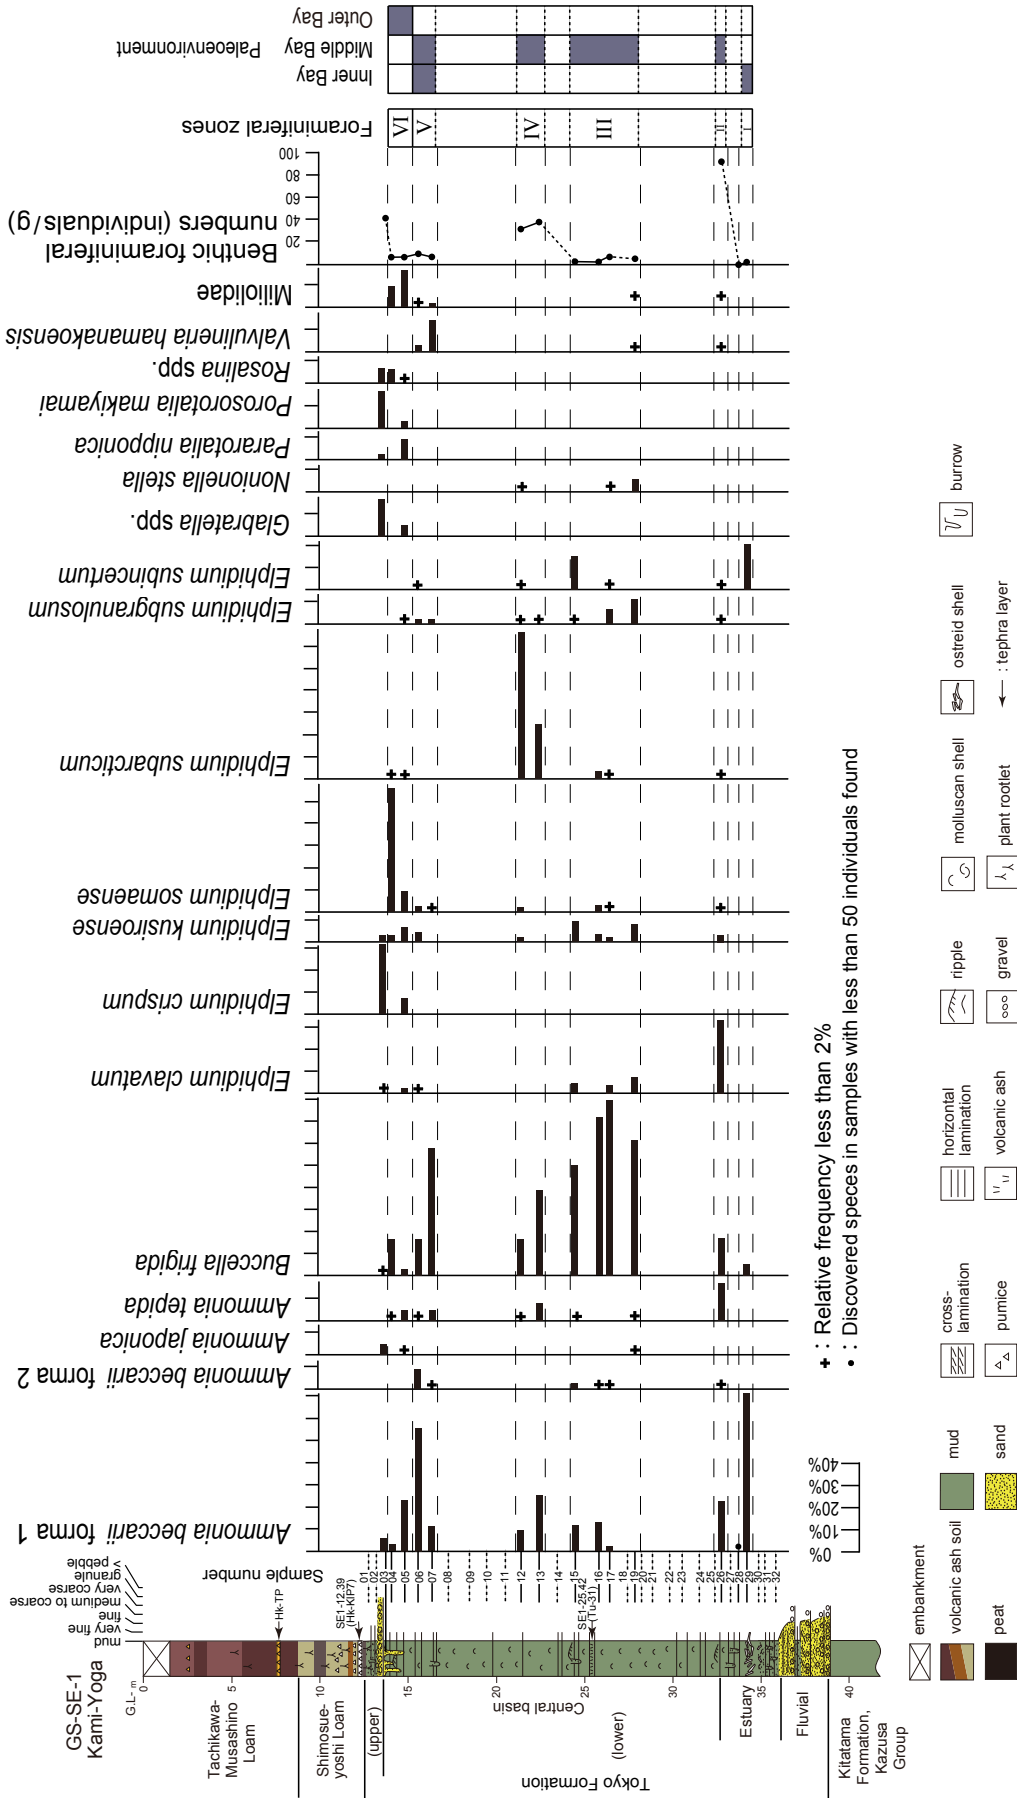 GS-SE-1
Kami-Yoga
G.L- m
0
5
10
15
20
25
30
35
40
Tachikawa-
Musashino
Loam
Shimosue-
yoshi Loam
(upper)
(lower)
Tokyo Formation
Central basin
Estuary
Fluvial
Kitatama
Formation,
Kazusa
Group
mud
very fine
fine
medium to coarse
very coarse
granule
v pebble
Hk-TP
SE1-12.39
(Hk-KIP7)
SE1-25.42
(Tu-31)
Sample number
01
02
03
04
05
06
07
08
09
10
11
12
13
14
15
16
17
18
19
20
21
22
23
24
25
26
27
28
29
30
31
32
Ammonia beccarii forma 1
Ammonia beccarii forma 2
Ammonia japonica
Ammonia tepida
Buccella frigida
Elphidium clavatum
Elphidium crispum
Elphidium kusiroense
Elphidium somaense
Elphidium subarcticum
Elphidium subgranulosum
Elphidium subincertum
Glabratella spp.
Nonionella stella
Pararotalia nipponica
Porosorotalia makiyamai
Rosalina spp.
Valvulineria hamanakoensis
Miliolidae
Benthic foraminiferal
numbers (individuals/g)
20
40
60
80
100
Foraminiferal zones
VI
V
IV
III
II
I
Paleoenvironment
Inner Bay
Middle Bay
Outer Bay
0%
10%
20%
30%
40%
+ : Relative frequency less than 2%
• : Discovered speces in samples with less than 50 individuals found
embankment
mud
cross-
lamination
horizontal
lamination
ripple
molluscan shell
ostreid shell
burrow
volcanic ash soil
peat
sand
pumice
volcanic ash
gravel
plant rootlet
: tephra layer